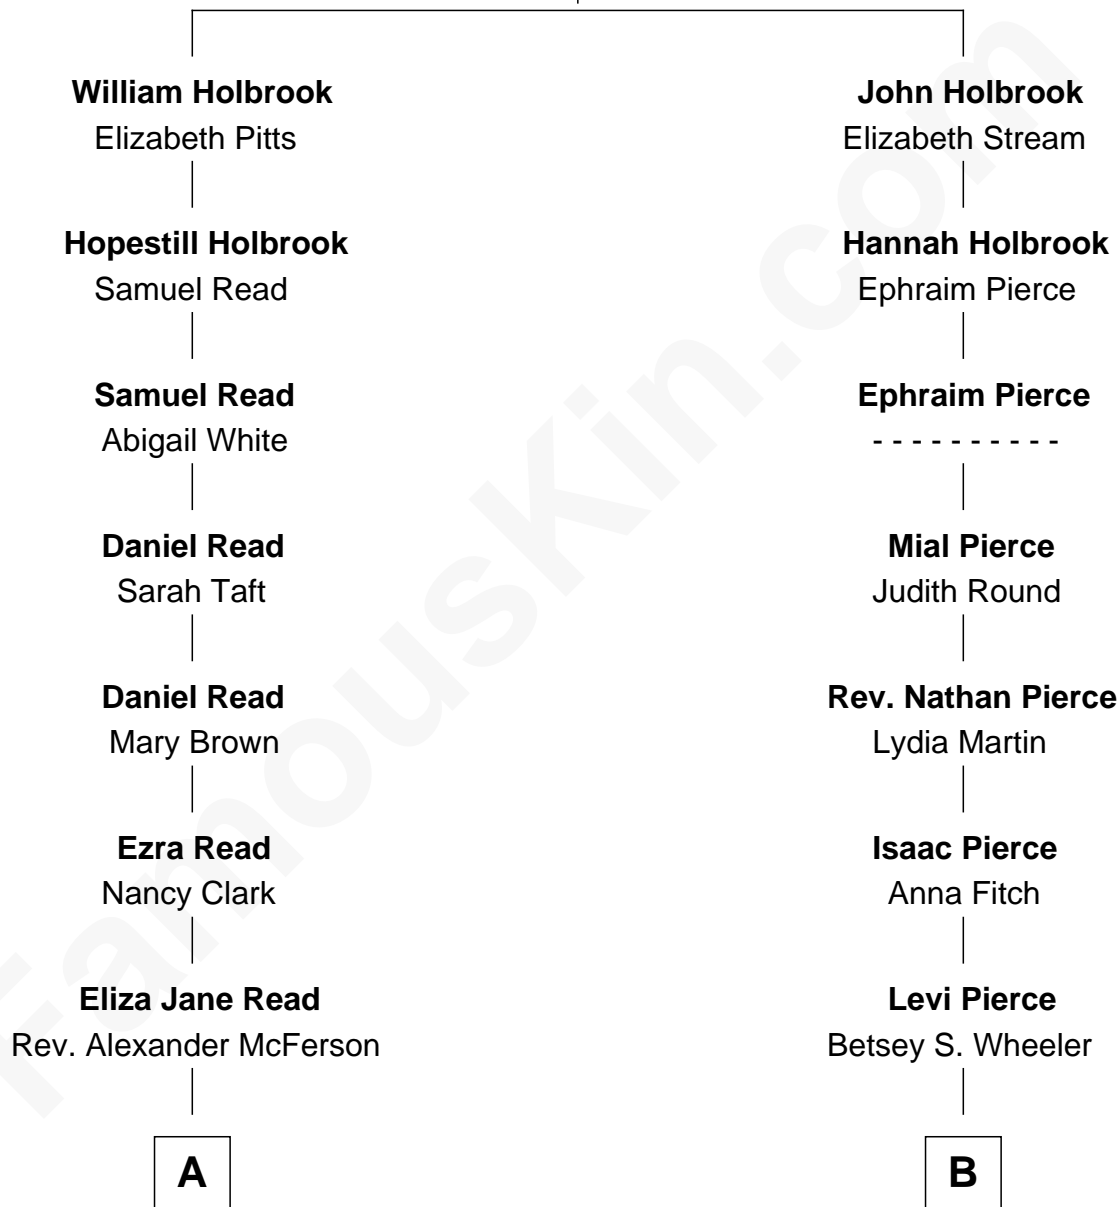 William Holbrook
Elizabeth Pitts
Hopestill Holbrook
Samuel Read
Samuel Read
Abigail White
Daniel Read
Sarah Taft
Daniel Read
Mary Brown
Ezra Read
Nancy Clark
Eliza Jane Read
Rev. Alexander McFerson
A
John Holbrook
Elizabeth Stream
Hannah Holbrook
Ephraim Pierce
Ephraim Pierce
- - - - - - - - - -
Mial Pierce
Judith Round
Rev. Nathan Pierce
Lydia Martin
Isaac Pierce
Anna Fitch
Levi Pierce
Betsey S. Wheeler
B
FamousKin.com